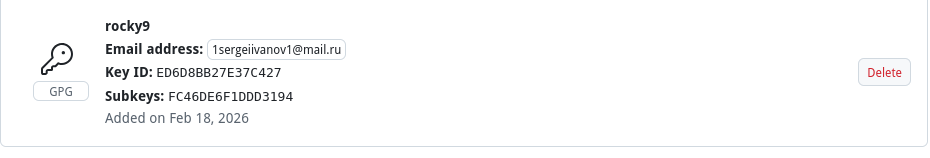 rocky9
Email address: 1sergeiivanov1@mail.ru
Key ID: ED6D8BB27E37C427
GPG
Delete
Subkeys: FC46DE6F1DDD3194
Added on Feb 18, 2026